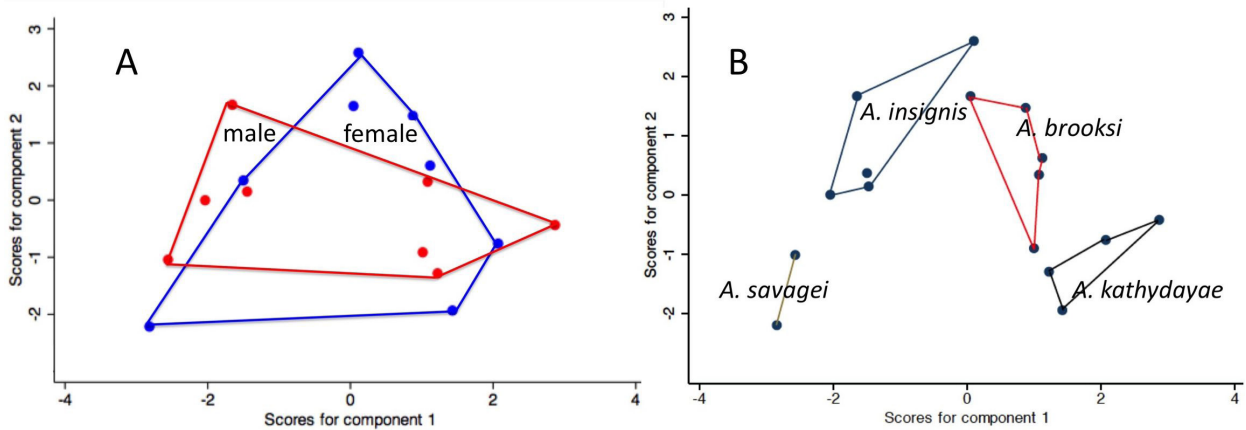 A
male
female
Scores for component 2
3
2
1
0
-1
-2
-4
-2
0
2
4
Scores for component 1
B
A. insignis
A. brooksi
A. savagei
A. kathydayae
Scores for component 2
3
2
1
0
-1
-2
-4
-2
0
2
4
Scores for component 1